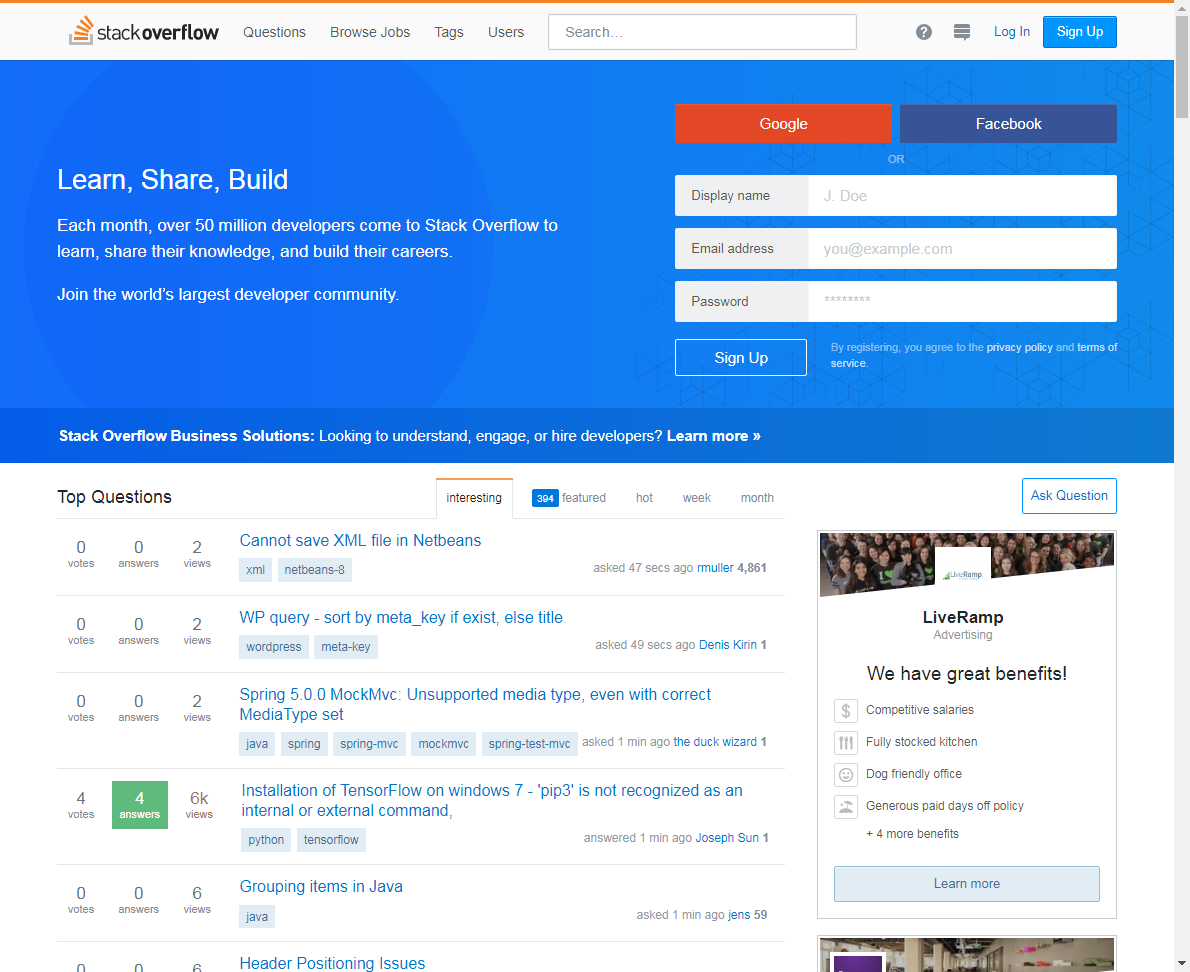 stackoverflow Questions Browse Jobs Tags Users Search... ? Log In Sign Up
Google Facebook
OR
Learn, Share, Build
Each month, over 50 million developers come to Stack Overflow to
learn, share their knowledge, and build their careers.
Join the world's largest developer community.
Display name J. Doe
Email address you@example.com
Password ********
Sign Up
By registering, you agree to the privacy policy and terms of
service.
Stack Overflow Business Solutions: Looking to understand, engage, or hire developers? Learn more »
Top Questions interesting 394 featured hot week month
Ask Question
0 votes 0 answers 2 views
Cannot save XML file in Netbeans
xml netbeans-8
asked 47 secs ago rmuller 4,861
0 votes 0 answers 2 views
WP query - sort by meta_key if exist, else title
wordpress meta-key
asked 49 secs ago Denis Kirin 1
0 votes 0 answers 2 views
Spring 5.0.0 MockMvc: Unsupported media type, even with correct
MediaType set
java spring spring-mvc mockmvc spring-test-mvc
asked 1 min ago the duck wizard 1
4 votes 4 answers 6k views
Installation of TensorFlow on windows 7 - 'pip3' is not recognized as an
internal or external command,
python tensorflow
answered 1 min ago Joseph Sun 1
0 votes 0 answers 6 views
Grouping items in Java
java
asked 1 min ago jens 59
0 0 6
Header Positioning Issues
LiveRamp
LiveRamp
Advertising
We have great benefits!
$ Competitive salaries
Fully stocked kitchen
Dog friendly office
Generous paid days off policy
+ 4 more benefits
Learn more